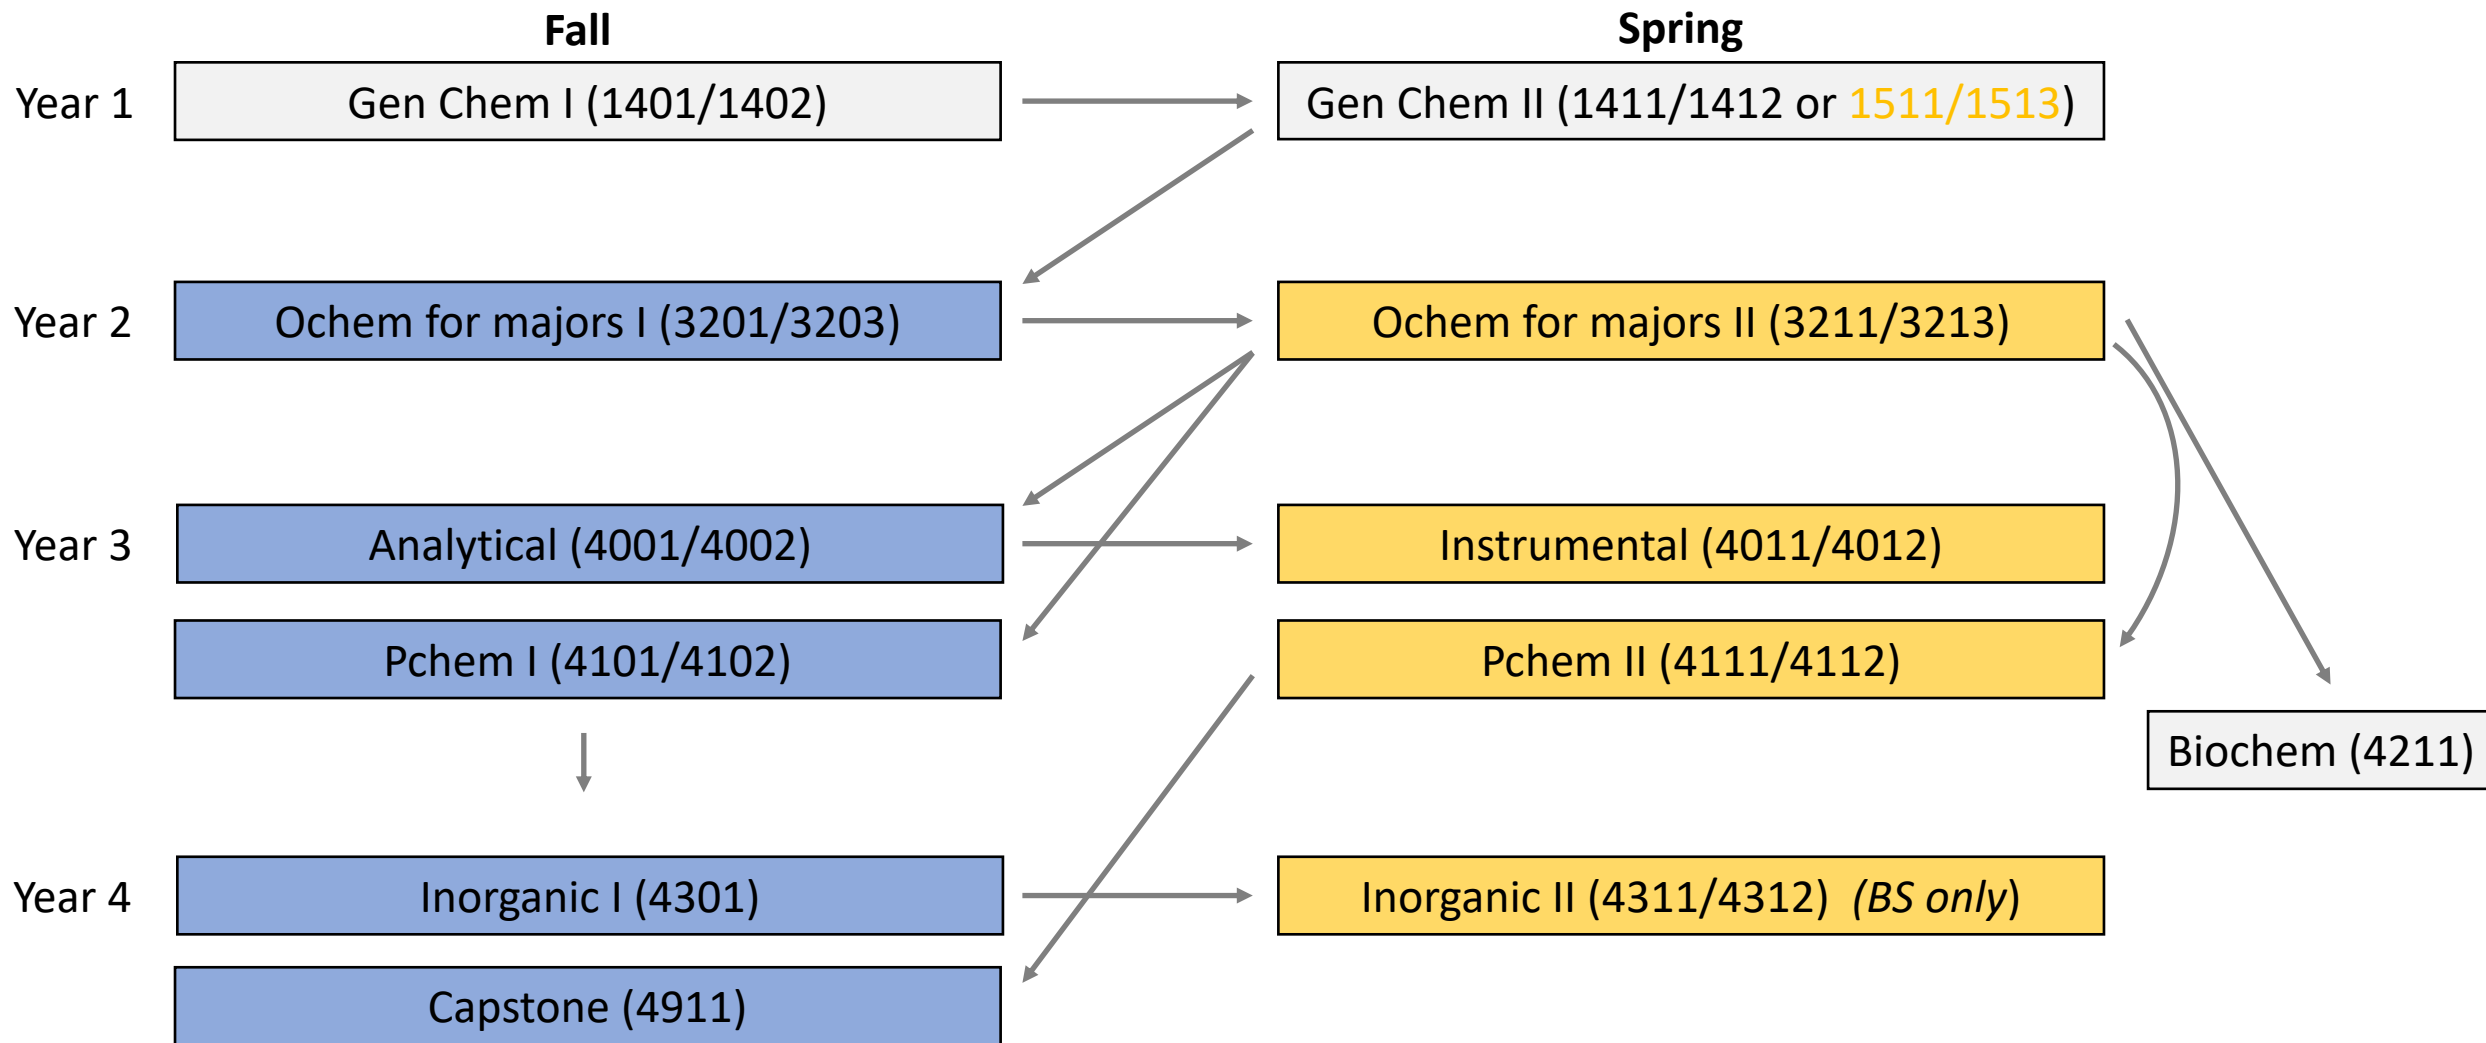 Fall
Spring
Year 1
Gen Chem I (1401/1402)
Gen Chem II (1411/1412 or 1511/1513)
Year 2
Ochem for majors I (3201/3203)
Ochem for majors II (3211/3213)
Year 3
Analytical (4001/4002)
Instrumental (4011/4012)
Pchem I (4101/4102)
Pchem II (4111/4112)
Biochem (4211)
Year 4
Inorganic I (4301)
Inorganic II (4311/4312) (BS only)
Capstone (4911)